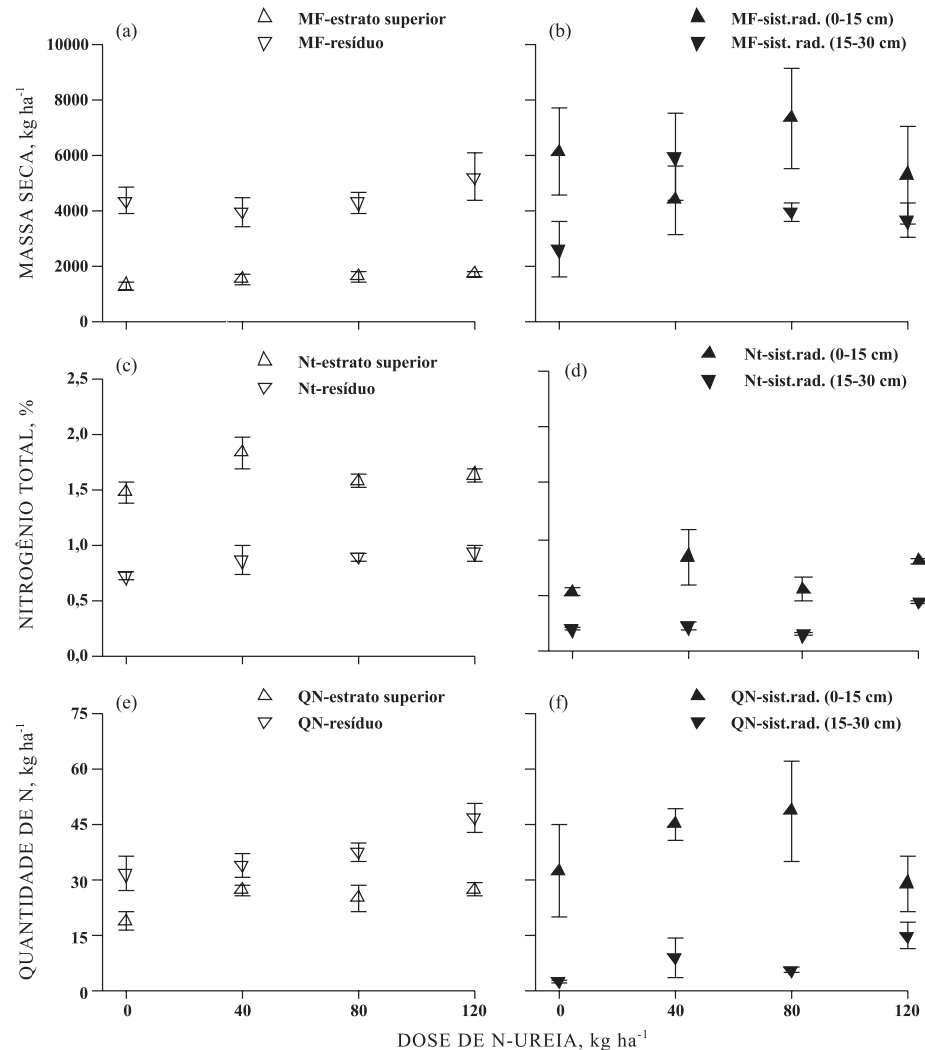 (a)
MF-estrato superior
MF-resíduo
(b)
MF-sist.rad. (0-15 cm)
MF-sist. rad. (15-30 cm)
MASSA SECA, kg ha-1
10000
8000
6000
4000
2000
0
(c)
Nt-estrato superior
Nt-resíduo
(d)
Nt-sist.rad. (0-15 cm)
Nt-sist.rad. (15-30 cm)
NITROGÊNIO TOTAL, %
2,5
2,0
1,5
1,0
0,5
0,0
(e)
QN-estrato superior
QN-resíduo
(f)
QN-sist.rad. (0-15 cm)
QN-sist.rad. (15-30 cm)
QUANTIDADE DE N, kg ha-1
75
60
45
30
15
0
0 40 80 120
0 40 80 120
DOSE DE N-UREIA, kg ha-1